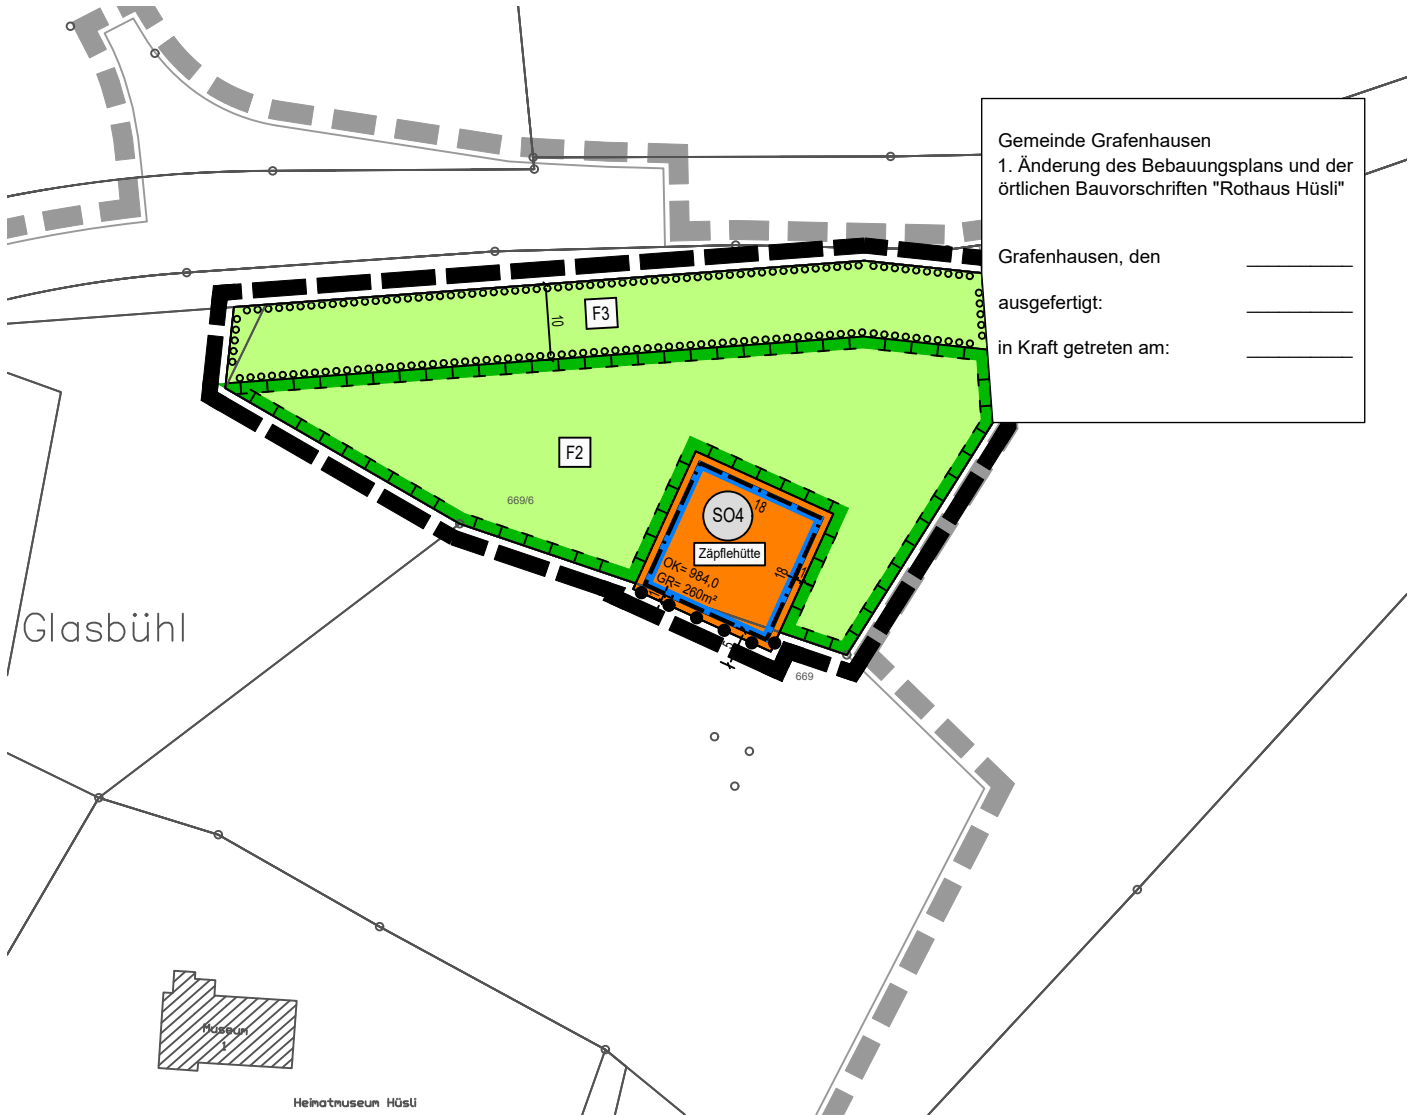 Gemeinde Grafenhausen
1. Änderung des Bebauungsplans und der
örtlichen Bauvorschriften "Rothaus Hüsli"
Grafenhausen, den
ausgefertigt:
in Kraft getreten am:
F3
10
F2
669/6
18
SO4
Zäpflehütte
18
OK= 984,0
GR= 260m²
669
Glasbühl
Museum
1
Heimatmuseum Hüsli